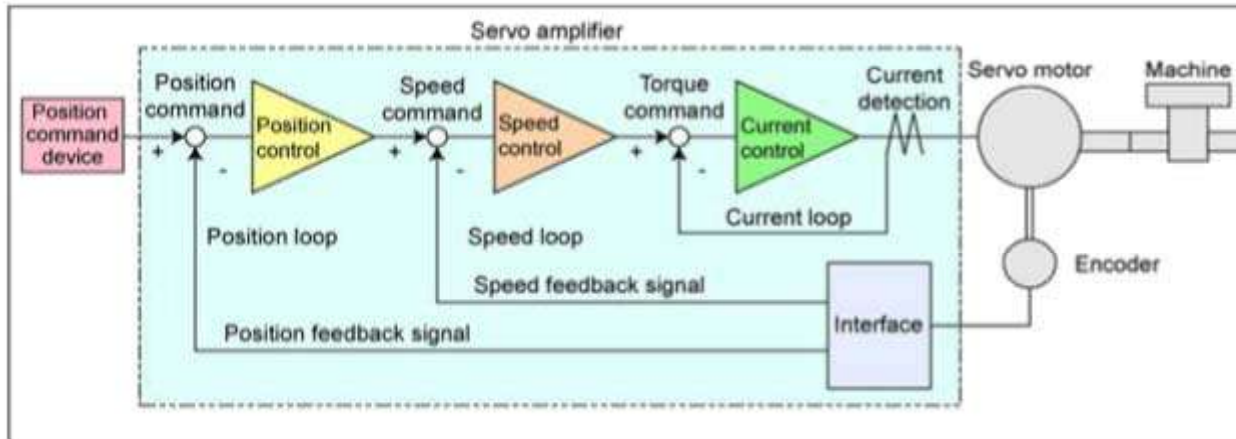 Servo amplifier
Position
command
device
Position
command
+
-
Position
control
Speed
command
+
-
Speed
control
Torque
command
+
-
Current
control
Current
detection
Servo motor
Machine
Position loop
Speed loop
Current loop
Encoder
Speed feedback signal
Position feedback signal
Interface